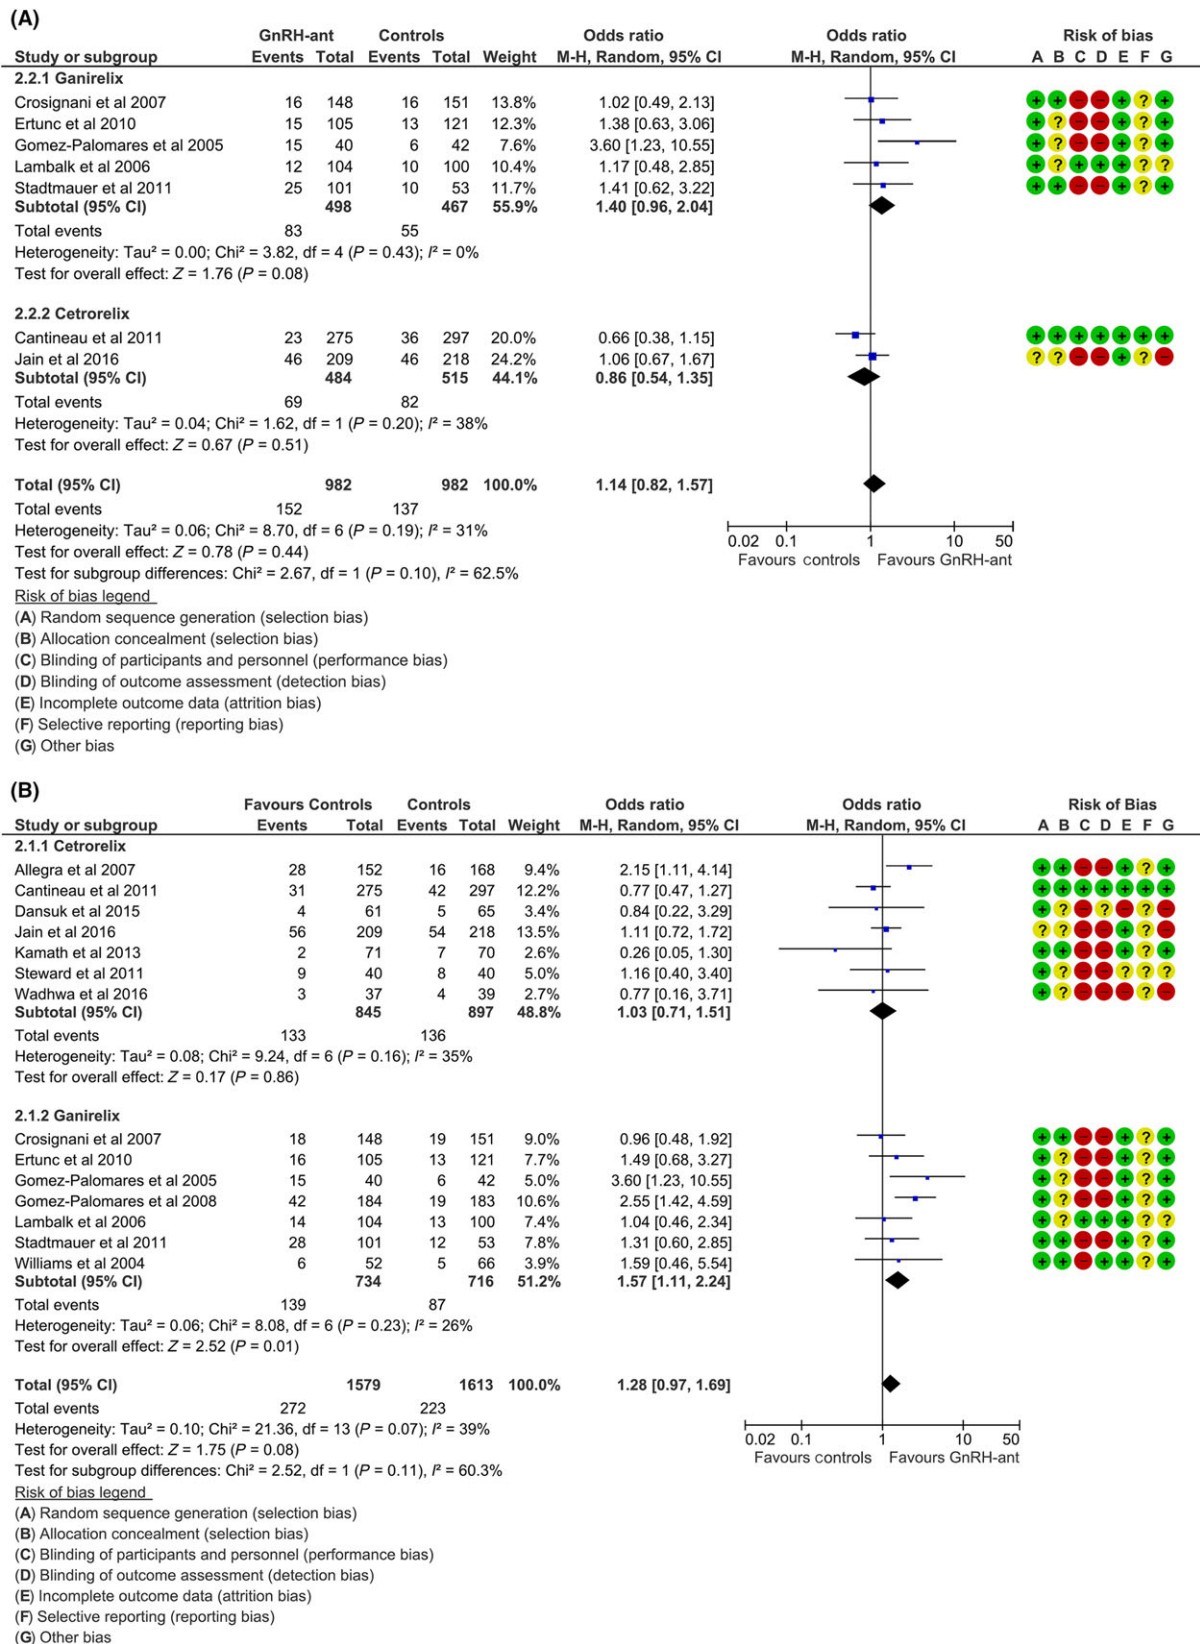 (A)
GnRH-ant Controls Odds ratio Odds ratio Risk of bias
Study or subgroup Events Total Events Total Weight M-H, Random, 95% CI M-H, Random, 95% CI A B C D E F G
2.2.1 Ganirelix
Crosignani et al 2007 16 148 16 151 13.8% 1.02 [0.49, 2.13] + + − − + ? +
Ertunc et al 2010 15 105 13 121 12.3% 1.38 [0.63, 3.06] + ? − − + ? +
Gomez-Palomares et al 2005 15 40 6 42 7.6% 3.60 [1.23, 10.55] + ? − − + ? +
Lambalk et al 2006 12 104 10 100 10.4% 1.17 [0.48, 2.85] + ? + + + ? ?
Stadtmauer et al 2011 25 101 10 53 11.7% 1.41 [0.62, 3.22] + ? − − + ? +
Subtotal (95% CI) 498 467 55.9% 1.40 [0.96, 2.04]
Total events 83 55
Heterogeneity: Tau² = 0.00; Chi² = 3.82, df = 4 (P = 0.43); I² = 0%
Test for overall effect: Z = 1.76 (P = 0.08)
2.2.2 Cetrorelix
Cantineau et al 2011 23 275 36 297 20.0% 0.66 [0.38, 1.15] + + + + + + +
Jain et al 2016 46 209 46 218 24.2% 1.06 [0.67, 1.67] ? ? − − + ? −
Subtotal (95% CI) 484 515 44.1% 0.86 [0.54, 1.35]
Total events 69 82
Heterogeneity: Tau² = 0.04; Chi² = 1.62, df = 1 (P = 0.20); I² = 38%
Test for overall effect: Z = 0.67 (P = 0.51)
Total (95% CI) 982 982 100.0% 1.14 [0.82, 1.57]
Total events 152 137
Heterogeneity: Tau² = 0.06; Chi² = 8.70, df = 6 (P = 0.19); I² = 31%
Test for overall effect: Z = 0.78 (P = 0.44)
Test for subgroup differences: Chi² = 2.67, df = 1 (P = 0.10), I² = 62.5%
0.02 0.1 1 10 50
Favours controls Favours GnRH-ant
Risk of bias legend
(A) Random sequence generation (selection bias)
(B) Allocation concealment (selection bias)
(C) Blinding of participants and personnel (performance bias)
(D) Blinding of outcome assessment (detection bias)
(E) Incomplete outcome data (attrition bias)
(F) Selective reporting (reporting bias)
(G) Other bias
(B)
Favours Controls Controls Odds ratio Odds ratio Risk of Bias
Study or subgroup Events Total Events Total Weight M-H, Random, 95% CI M-H, Random, 95% CI A B C D E F G
2.1.1 Cetrorelix
Allegra et al 2007 28 152 16 168 9.4% 2.15 [1.11, 4.14] + + − − + ? +
Cantineau et al 2011 31 275 42 297 12.2% 0.77 [0.47, 1.27] + + + + + + +
Dansuk et al 2015 4 61 5 65 3.4% 0.84 [0.22, 3.29] + ? − ? − ? −
Jain et al 2016 56 209 54 218 13.5% 1.11 [0.72, 1.72] ? ? − − + ? −
Kamath et al 2013 2 71 7 70 2.6% 0.26 [0.05, 1.30] + + − − + ? +
Steward et al 2011 9 40 8 40 5.0% 1.16 [0.40, 3.40] + ? − − ? ? ?
Wadhwa et al 2016 3 37 4 39 2.7% 0.77 [0.16, 3.71] + ? − − − ? −
Subtotal (95% CI) 845 897 48.8% 1.03 [0.71, 1.51]
Total events 133 136
Heterogeneity: Tau² = 0.08; Chi² = 9.24, df = 6 (P = 0.16); I² = 35%
Test for overall effect: Z = 0.17 (P = 0.86)
2.1.2 Ganirelix
Crosignani et al 2007 18 148 19 151 9.0% 0.96 [0.48, 1.92] + + − − + ? +
Ertunc et al 2010 16 105 13 121 7.7% 1.49 [0.68, 3.27] + ? − − + ? +
Gomez-Palomares et al 2005 15 40 6 42 5.0% 3.60 [1.23, 10.55] + ? − − + ? +
Gomez-Palomares et al 2008 42 184 19 183 10.6% 2.55 [1.42, 4.59] + ? − − + ? +
Lambalk et al 2006 14 104 13 100 7.4% 1.04 [0.46, 2.34] + ? + + + ? ?
Stadtmauer et al 2011 28 101 12 53 7.8% 1.31 [0.60, 2.85] + ? − − + ? +
Williams et al 2004 6 52 5 66 3.9% 1.59 [0.46, 5.54] + + − + + ? +
Subtotal (95% CI) 734 716 51.2% 1.57 [1.11, 2.24]
Total events 139 87
Heterogeneity: Tau² = 0.06; Chi² = 8.08, df = 6 (P = 0.23); I² = 26%
Test for overall effect: Z = 2.52 (P = 0.01)
Total (95% CI) 1579 1613 100.0% 1.28 [0.97, 1.69]
Total events 272 223
Heterogeneity: Tau² = 0.10; Chi² = 21.36, df = 13 (P = 0.07); I² = 39%
Test for overall effect: Z = 1.75 (P = 0.08)
Test for subgroup differences: Chi² = 2.52, df = 1 (P = 0.11), I² = 60.3%
0.02 0.1 1 10 50
Favours controls Favours GnRH-ant
Risk of bias legend
(A) Random sequence generation (selection bias)
(B) Allocation concealment (selection bias)
(C) Blinding of participants and personnel (performance bias)
(D) Blinding of outcome assessment (detection bias)
(E) Incomplete outcome data (attrition bias)
(F) Selective reporting (reporting bias)
(G) Other bias